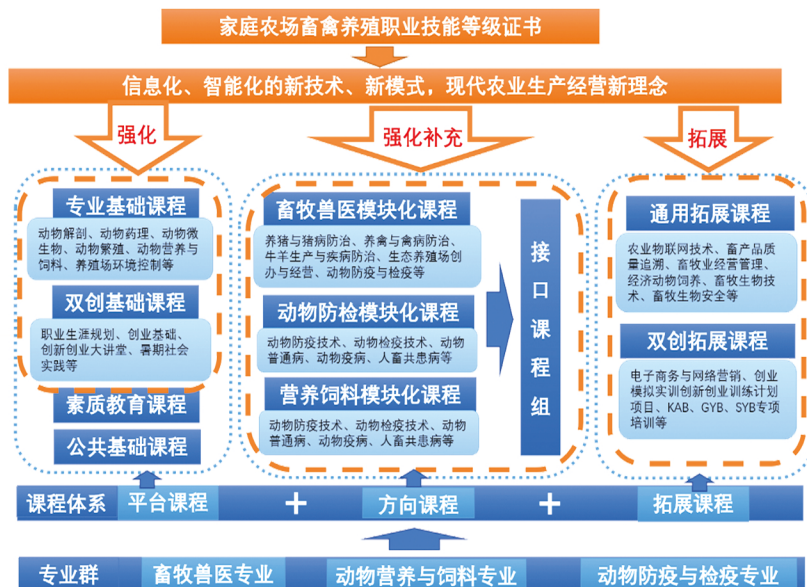 家庭农场畜禽养殖职业技能等级证书
信息化、智能化的新技术、新模式，现代农业生产经营新理念
强化
强化补充
拓展
专业基础课程
动物解剖、动物药理、动物微
生物、动物繁殖、动物营养与
饲料、养殖场环境控制等
双创基础课程
职业生涯规划、创业基础、
创新创业大讲堂、暑期社会
实践等
素质教育课程
公共基础课程
畜牧兽医模块化课程
养猪与猪病防治、养禽与禽病防治、
牛羊生产与疾病防治、生态养殖场创
办与经营、动物防疫与检疫等
动物防检模块化课程
动物防疫技术、动物检疫技术、动物
普通病、动物疫病、人畜共患病等
营养饲料模块化课程
动物防疫技术、动物检疫技术、动物
普通病、动物疫病、人畜共患病等
接
口
课
程
组
通用拓展课程
农业物联网技术、畜产品质
量追溯、畜牧业经营管理、
经济动物饲养、畜牧生物技
术、畜牧生物安全等
双创拓展课程
电子商务与网络营销、创业
模拟实训创新创业训练计划
项目、KAB、GYB、SYB专项
培训等
课程体系 平台课程 + 方向课程 + 拓展课程
专业群 畜牧兽医专业 动物营养与饲料专业 动物防疫与检疫专业